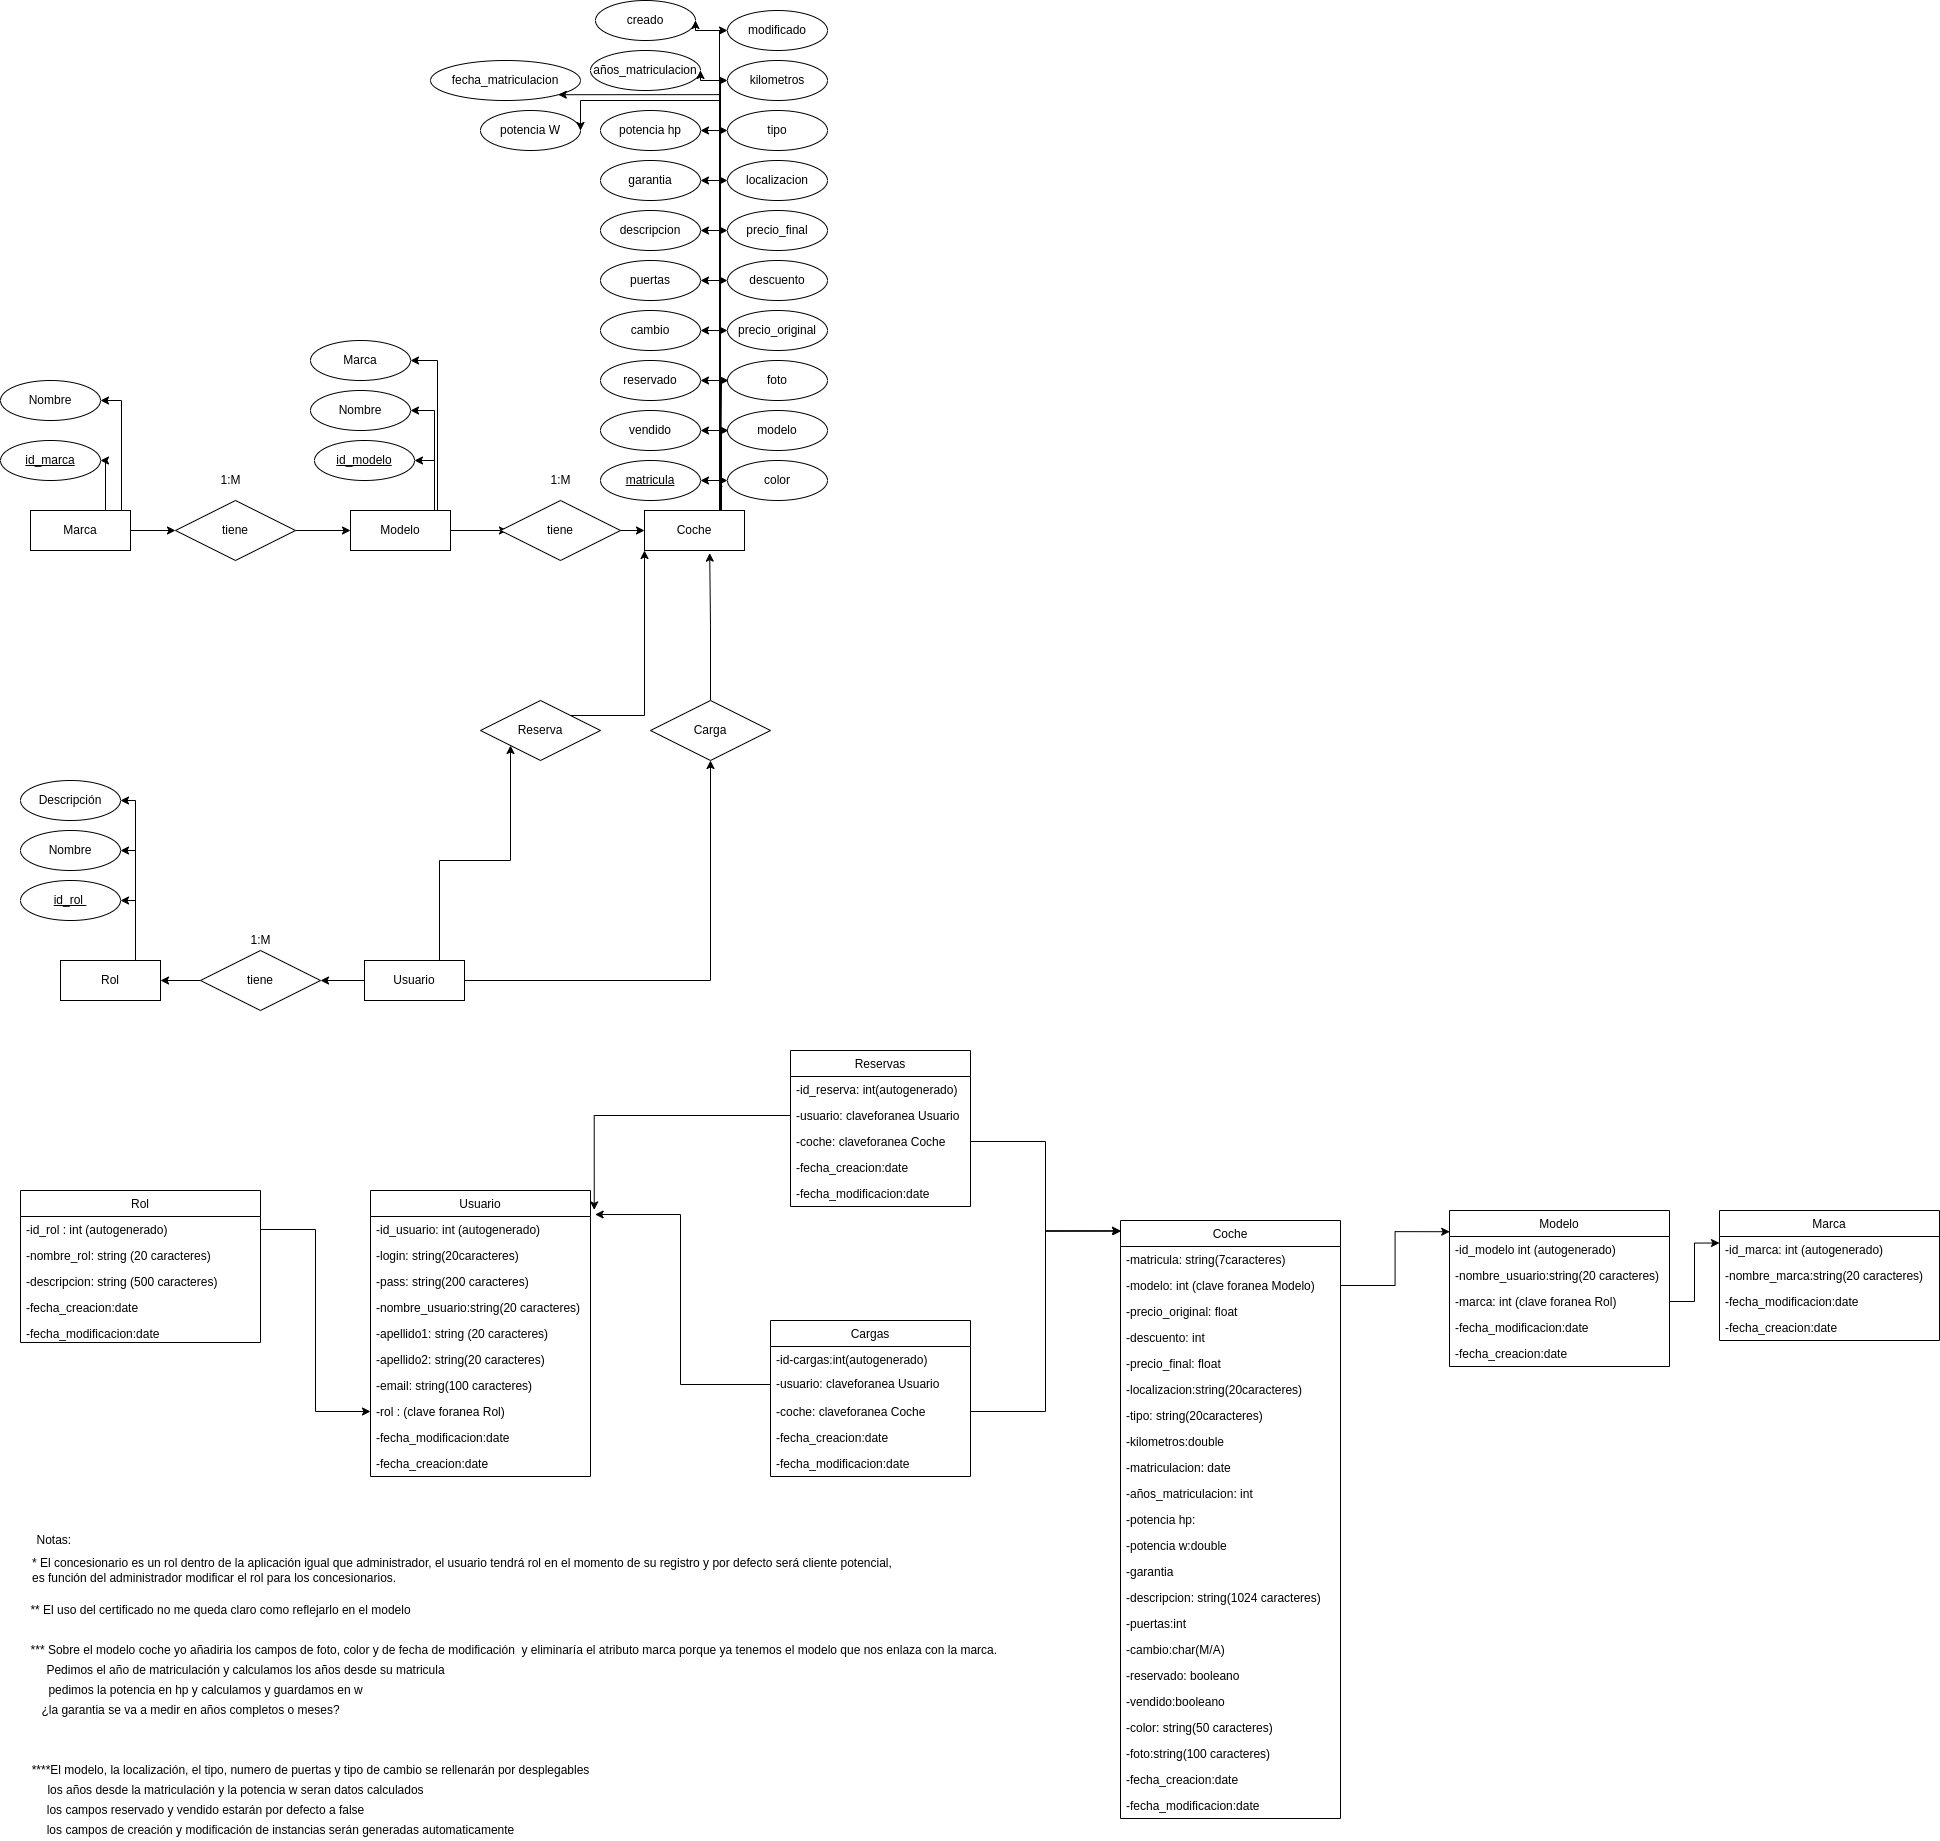 creado
modificado
años_matriculacion
kilometros
fecha_matriculacion
potencia W
potencia hp
tipo
garantia
localizacion
descripcion
precio_final
puertas
descuento
cambio
precio_original
Marca
reservado
foto
Nombre
Nombre
vendido
modelo
id_marca
id_modelo
matricula
color
1:M
1:M
Marca
tiene
Modelo
tiene
Coche
Reserva
Carga
Descripción
Nombre
id_rol
1:M
Rol
tiene
Usuario
Reservas
-id_reserva: int(autogenerado)
-usuario: claveforanea Usuario
-coche: claveforanea Coche
-fecha_creacion:date
-fecha_modificacion:date
Rol
-id_rol : int (autogenerado)
-nombre_rol: string (20 caracteres)
-descripcion: string (500 caracteres)
-fecha_creacion:date
-fecha_modificacion:date
Usuario
-id_usuario: int (autogenerado)
-login: string(20caracteres)
-pass: string(200 caracteres)
-nombre_usuario:string(20 caracteres)
-apellido1: string (20 caracteres)
-apellido2: string(20 caracteres)
-email: string(100 caracteres)
-rol : (clave foranea Rol)
-fecha_modificacion:date
-fecha_creacion:date
Cargas
-id-cargas:int(autogenerado)
-usuario: claveforanea Usuario
-coche: claveforanea Coche
-fecha_creacion:date
-fecha_modificacion:date
Coche
-matricula: string(7caracteres)
-modelo: int (clave foranea Modelo)
-precio_original: float
-descuento: int
-precio_final: float
-localizacion:string(20caracteres)
-tipo: string(20caracteres)
-kilometros:double
-matriculacion: date
-años_matriculacion: int
-potencia hp:
-potencia w:double
-garantia
-descripcion: string(1024 caracteres)
-puertas:int
-cambio:char(M/A)
-reservado: booleano
-vendido:booleano
-color: string(50 caracteres)
-foto:string(100 caracteres)
-fecha_creacion:date
-fecha_modificacion:date
Modelo
-id_modelo int (autogenerado)
-nombre_usuario:string(20 caracteres)
-marca: int (clave foranea Rol)
-fecha_modificacion:date
-fecha_creacion:date
Marca
-id_marca: int (autogenerado)
-nombre_marca:string(20 caracteres)
-fecha_modificacion:date
-fecha_creacion:date
Notas:
* El concesionario es un rol dentro de la aplicación igual que administrador, el usuario tendrá rol en el momento de su registro y por defecto será cliente potencial,
es función del administrador modificar el rol para los concesionarios.
** El uso del certificado no me queda claro como reflejarlo en el modelo
*** Sobre el modelo coche yo añadiria los campos de foto, color y de fecha de modificación y eliminaría el atributo marca porque ya tenemos el modelo que nos enlaza con la marca.
Pedimos el año de matriculación y calculamos los años desde su matricula
pedimos la potencia en hp y calculamos y guardamos en w
¿la garantia se va a medir en años completos o meses?
****El modelo, la localización, el tipo, numero de puertas y tipo de cambio se rellenarán por desplegables
los años desde la matriculación y la potencia w seran datos calculados
los campos reservado y vendido estarán por defecto a false
los campos de creación y modificación de instancias serán generadas automaticamente